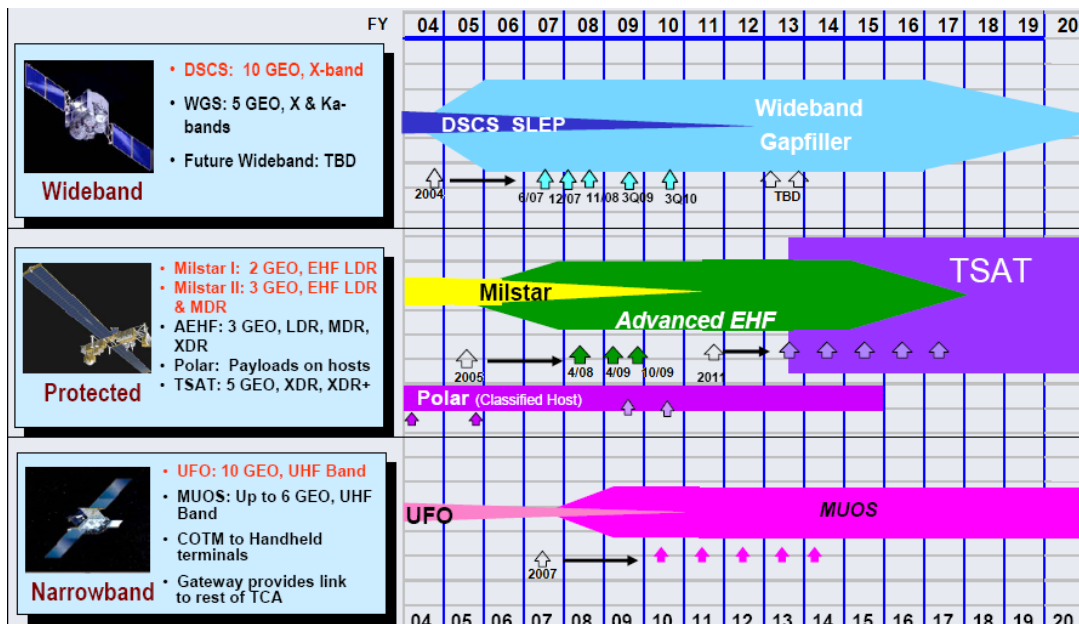 FY 04 05 06 07 08 09 10 11 12 13 14 15 16 17 18 19 20
• DSCS: 10 GEO, X-band
• WGS: 5 GEO, X & Ka-
bands
• Future Wideband: TBD
Wideband
DSCS SLEP
Wideband
Gapfiller
2004
6/07 12/07 11/08 3Q09 3Q10
TBD
• Milstar I: 2 GEO, EHF LDR
• Milstar II: 3 GEO, EHF LDR
& MDR
• AEHF: 3 GEO, LDR, MDR,
XDR
• Polar: Payloads on hosts
• TSAT: 5 GEO, XDR, XDR+
Protected
TSAT
Milstar
Advanced EHF
2005
4/08 4/09 10/09
2011
Polar (Classified Host)
• UFO: 10 GEO, UHF Band
• MUOS: Up to 6 GEO, UHF
Band
• COTM to Handheld
terminals
• Gateway provides link
to rest of TCA
Narrowband
UFO
MUOS
2007
04 05 06 07 08 09 10 11 12 13 14 15 16 17 18 19 20